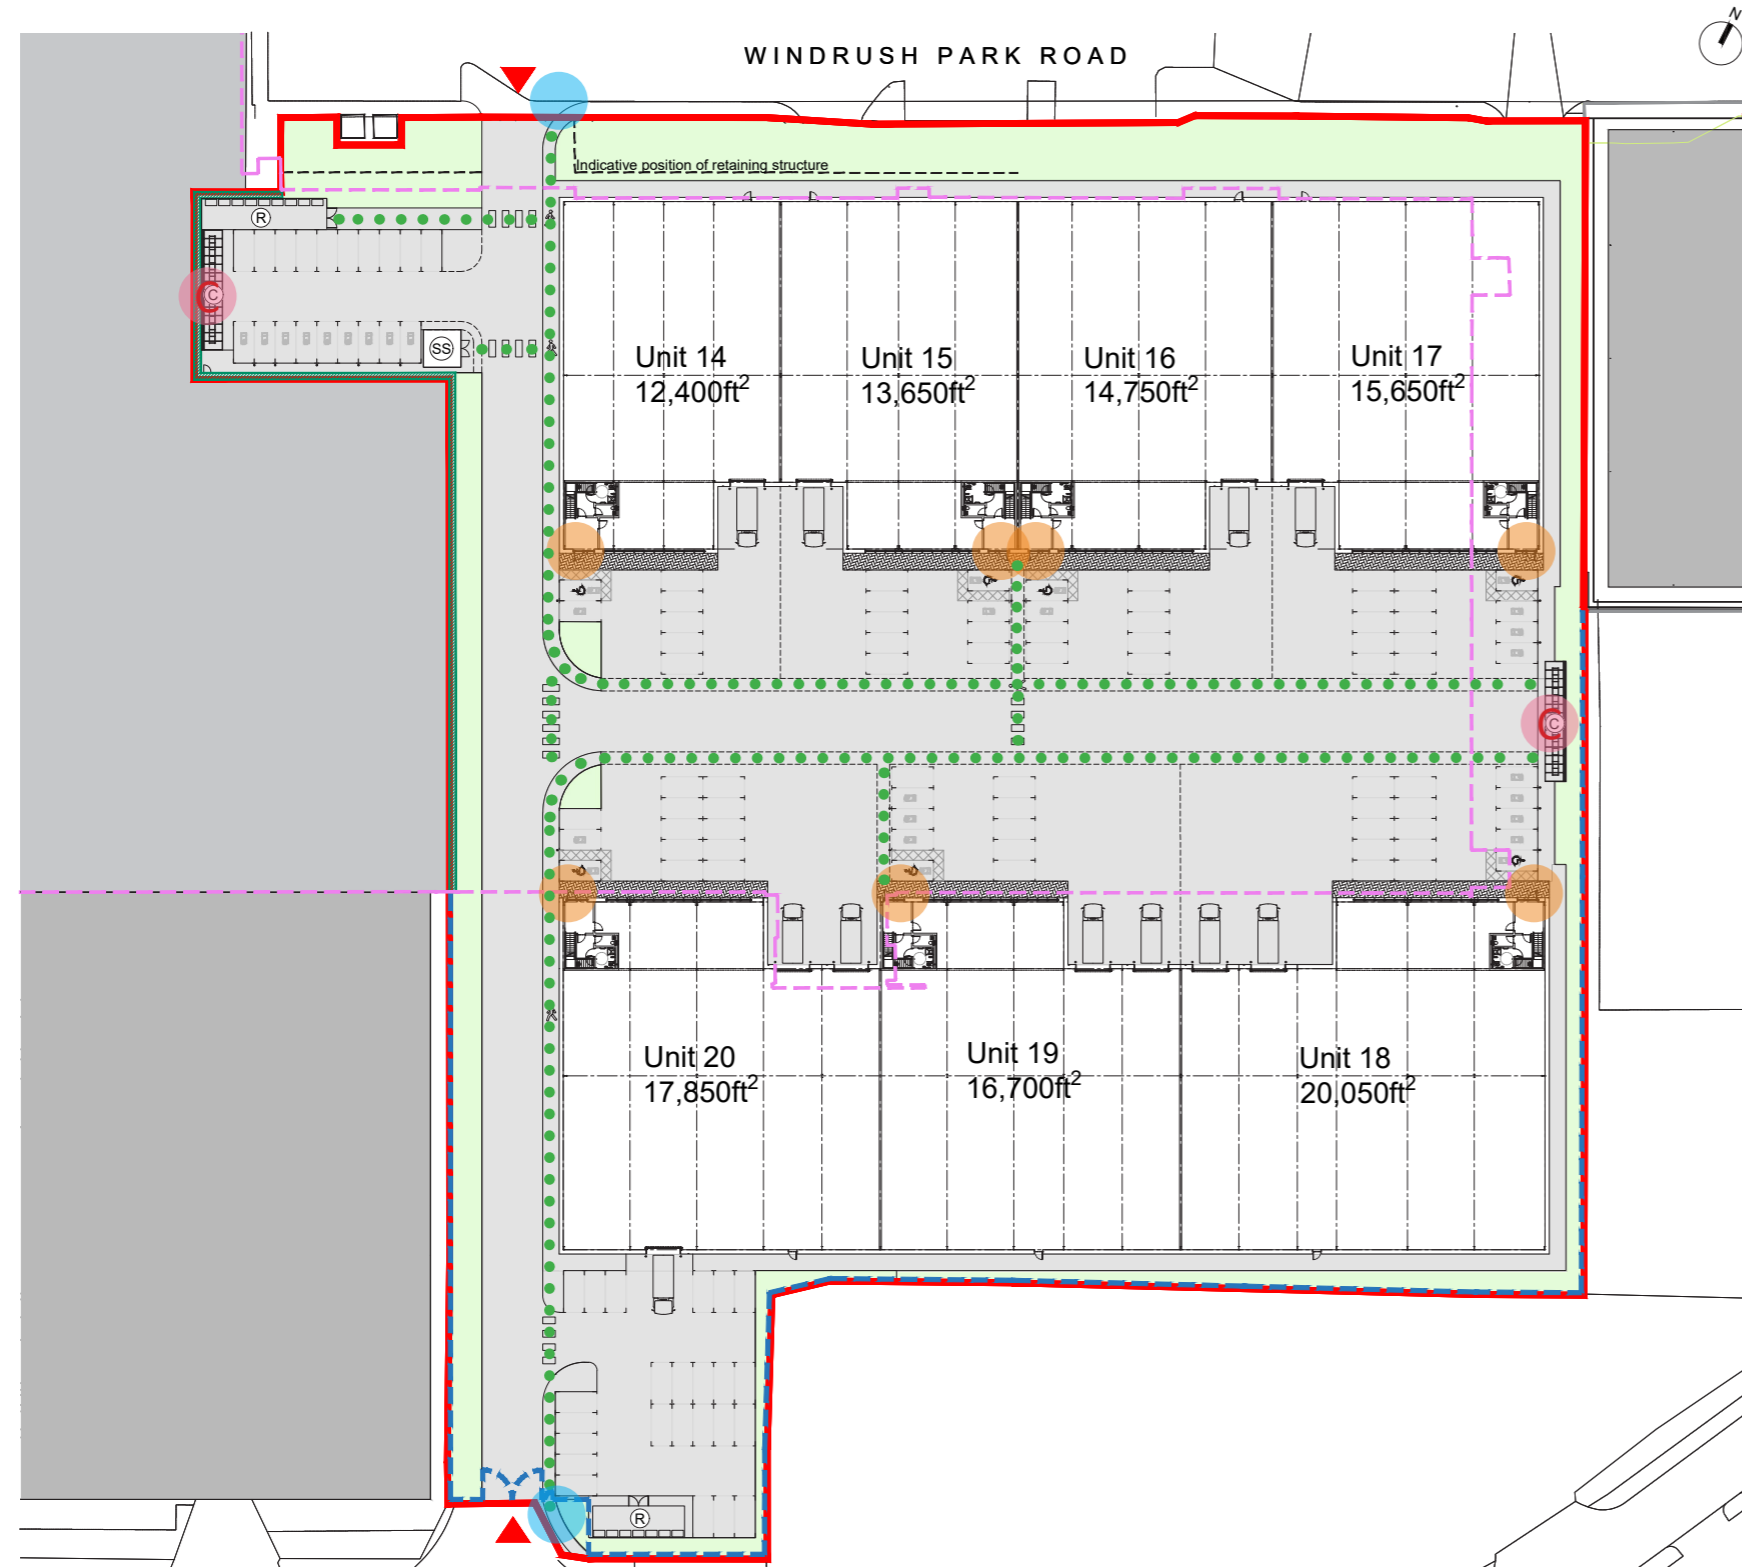 N
WINDRUSH PARK ROAD
Indicative position of retaining structure
R
C
C
SS
Unit 14
12,400ft²
Unit 15
13,650ft²
Unit 16
14,750ft²
Unit 17
15,650ft²
C
C
Unit 20
17,850ft²
Unit 19
16,700ft²
Unit 18
20,050ft²
R